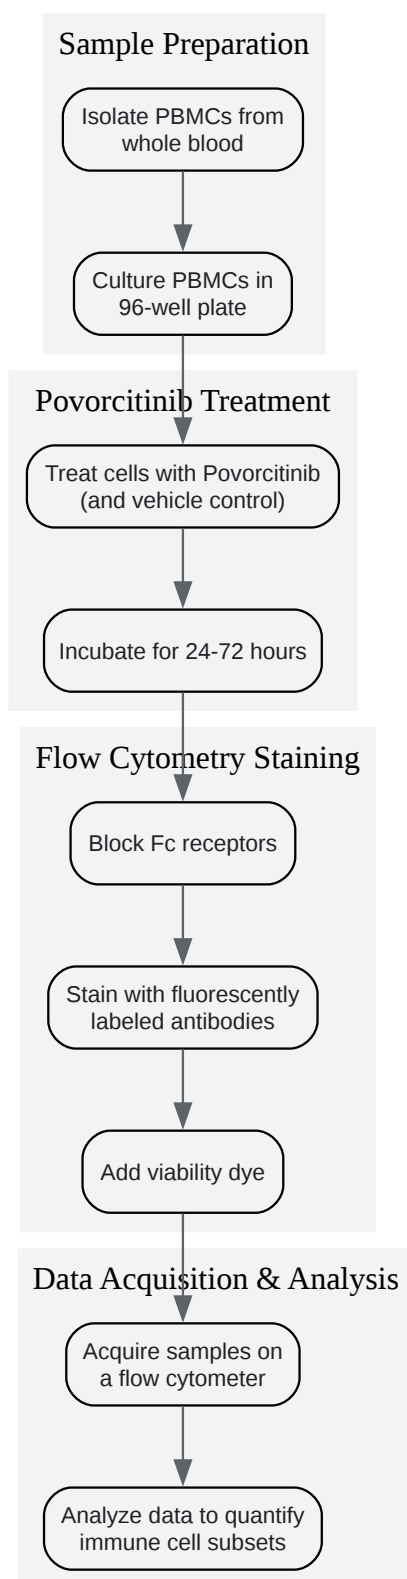 Sample Preparation
Isolate PBMCs from
whole blood
Culture PBMCs in
96-well plate
Povorcitinib Treatment
Treat cells with Povorcitinib
(and vehicle control)
Incubate for 24-72 hours
Flow Cytometry Staining
Block Fc receptors
Stain with fluorescently
labeled antibodies
Add viability dye
Data Acquisition & Analysis
Acquire samples on
a flow cytometer
Analyze data to quantify
immune cell subsets